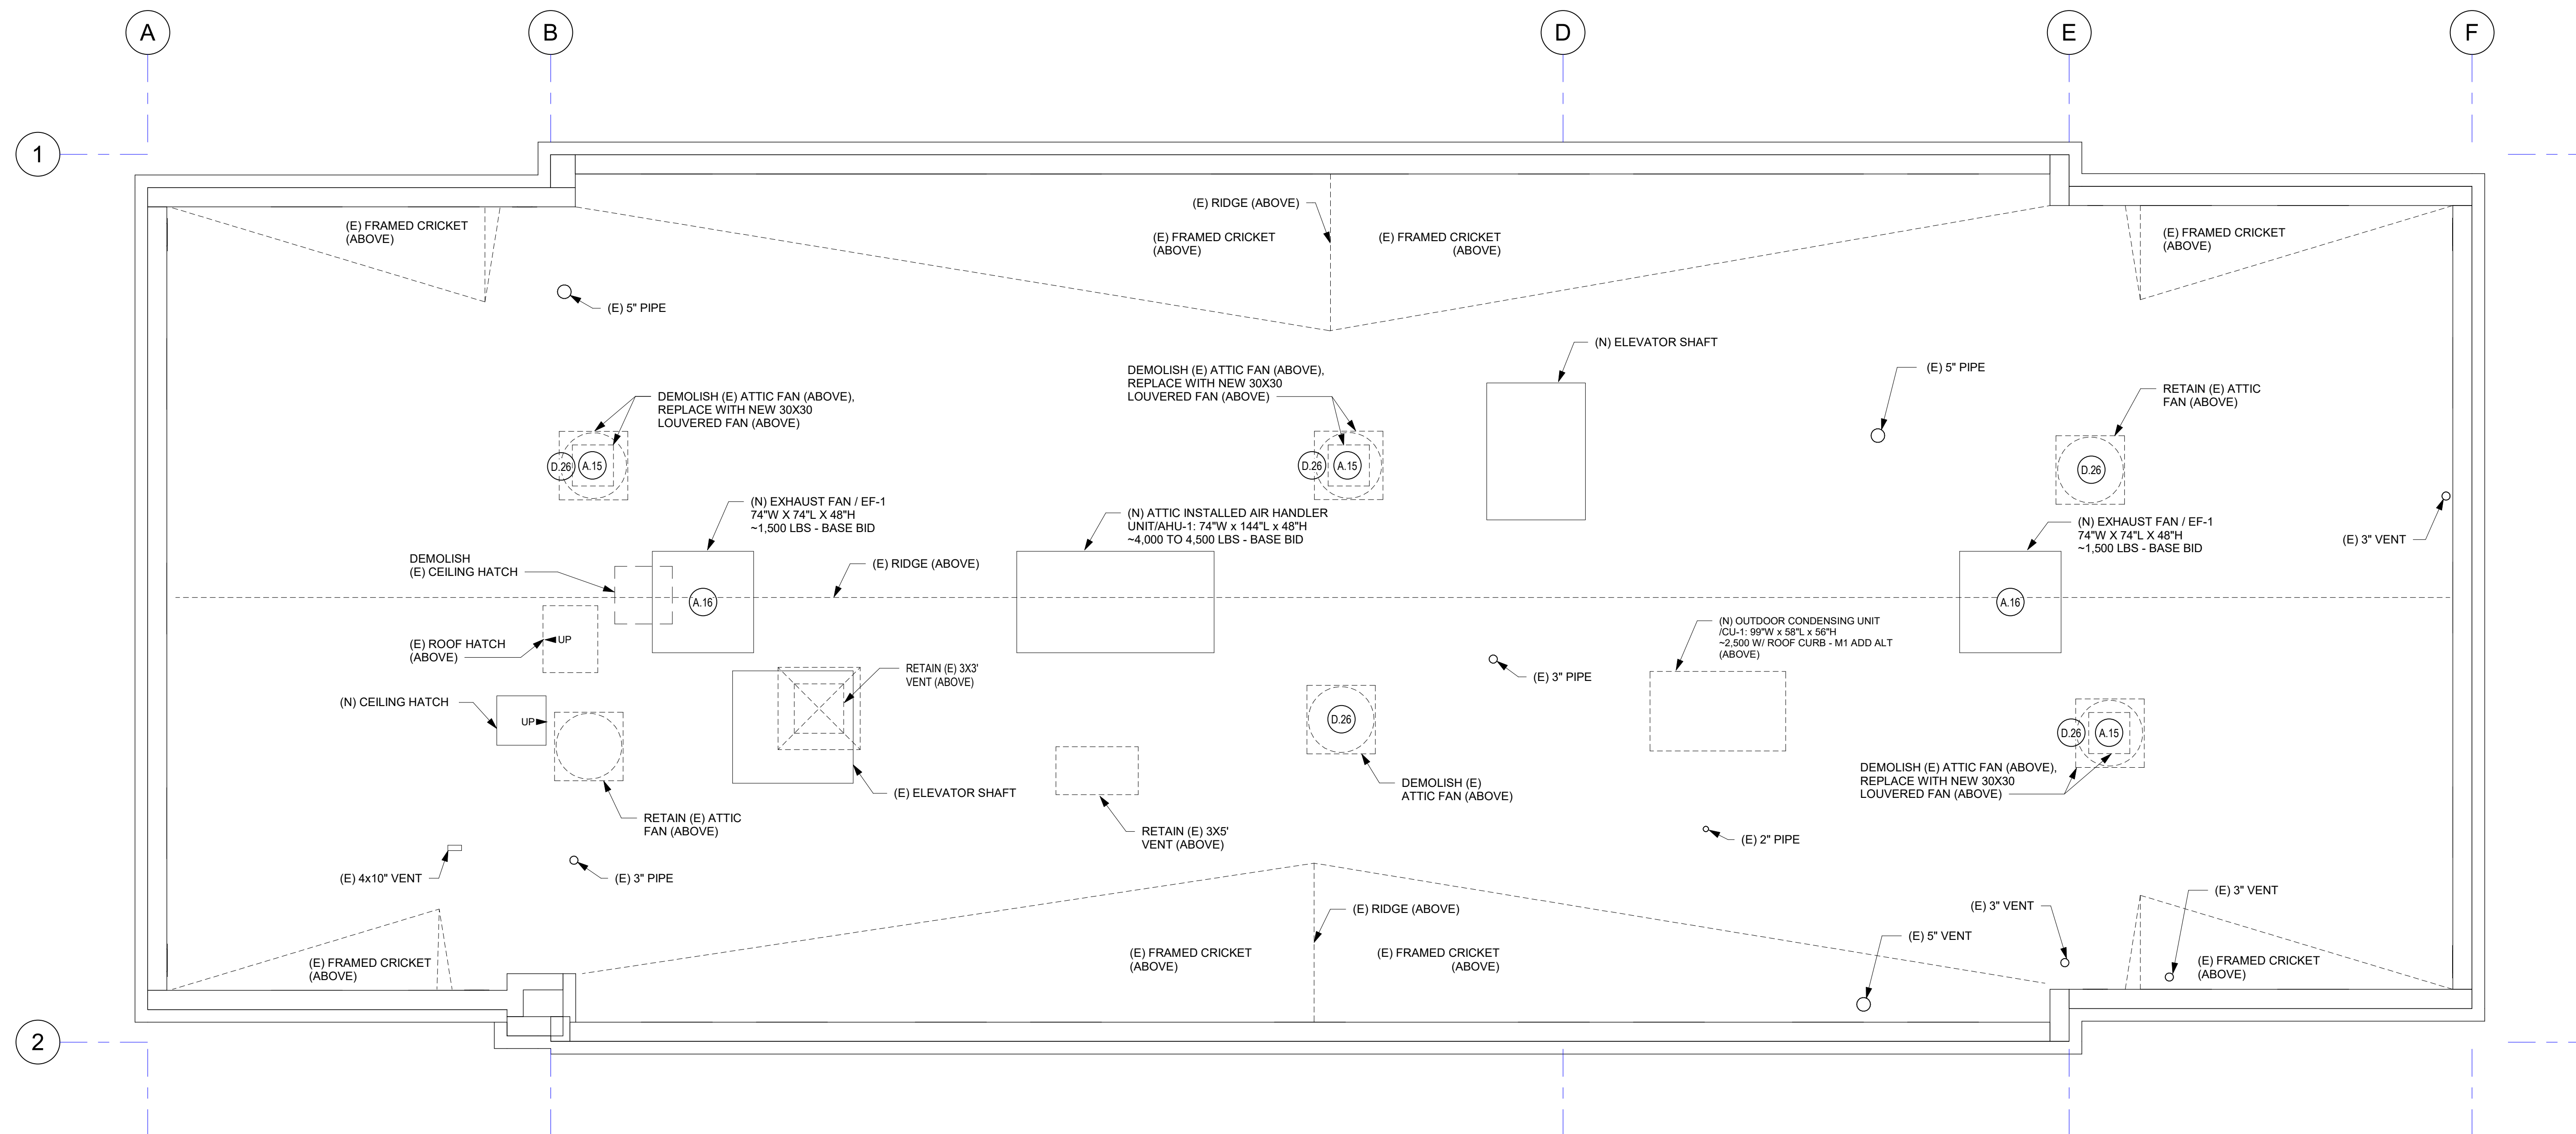 A
B
D
E
F
1
(E) FRAMED CRICKET
(ABOVE)
(E) RIDGE (ABOVE)
(E) FRAMED CRICKET
(ABOVE)
(E) FRAMED CRICKET
(ABOVE)
(E) FRAMED CRICKET
(ABOVE)
(E) 5" PIPE
(N) ELEVATOR SHAFT
(E) 5" PIPE
DEMOLISH (E) ATTIC FAN (ABOVE),
REPLACE WITH NEW 30X30
LOUVERED FAN (ABOVE)
D.26
A.15
DEMOLISH (E) ATTIC FAN (ABOVE),
REPLACE WITH NEW 30X30
LOUVERED FAN (ABOVE)
D.26
A.15
RETAIN (E) ATTIC
FAN (ABOVE)
D.26
(N) EXHAUST FAN / EF-1
74"W X 74"L X 48"H
~1,500 LBS - BASE BID
(N) ATTIC INSTALLED AIR HANDLER
UNIT/AHU-1: 74"W x 144"L x 48"H
~4,000 TO 4,500 LBS - BASE BID
(N) EXHAUST FAN / EF-1
74"W X 74"L X 48"H
~1,500 LBS - BASE BID
(E) 3" VENT
DEMOLISH
(E) CEILING HATCH
(E) RIDGE (ABOVE)
A.16
A.16
(E) ROOF HATCH
(ABOVE)
UP
(N) OUTDOOR CONDENSING UNIT
/CU-1: 99"W x 58"L x 56"H
~2,500 W/ ROOF CURB - M1 ADD ALT
(ABOVE)
RETAIN (E) 3X3'
VENT (ABOVE)
(E) 3" PIPE
(N) CEILING HATCH
UP
D.26
D.26
A.15
DEMOLISH (E) ATTIC FAN (ABOVE),
REPLACE WITH NEW 30X30
LOUVERED FAN (ABOVE)
(E) ELEVATOR SHAFT
DEMOLISH (E)
ATTIC FAN (ABOVE)
RETAIN (E) ATTIC
FAN (ABOVE)
RETAIN (E) 3X5'
VENT (ABOVE)
(E) 2" PIPE
(E) 4x10" VENT
(E) 3" PIPE
(E) 3" VENT
(E) 3" VENT
(E) RIDGE (ABOVE)
(E) 5" VENT
(E) FRAMED CRICKET
(ABOVE)
(E) FRAMED CRICKET
(ABOVE)
(E) FRAMED CRICKET
(ABOVE)
(E) FRAMED CRICKET
(ABOVE)
2